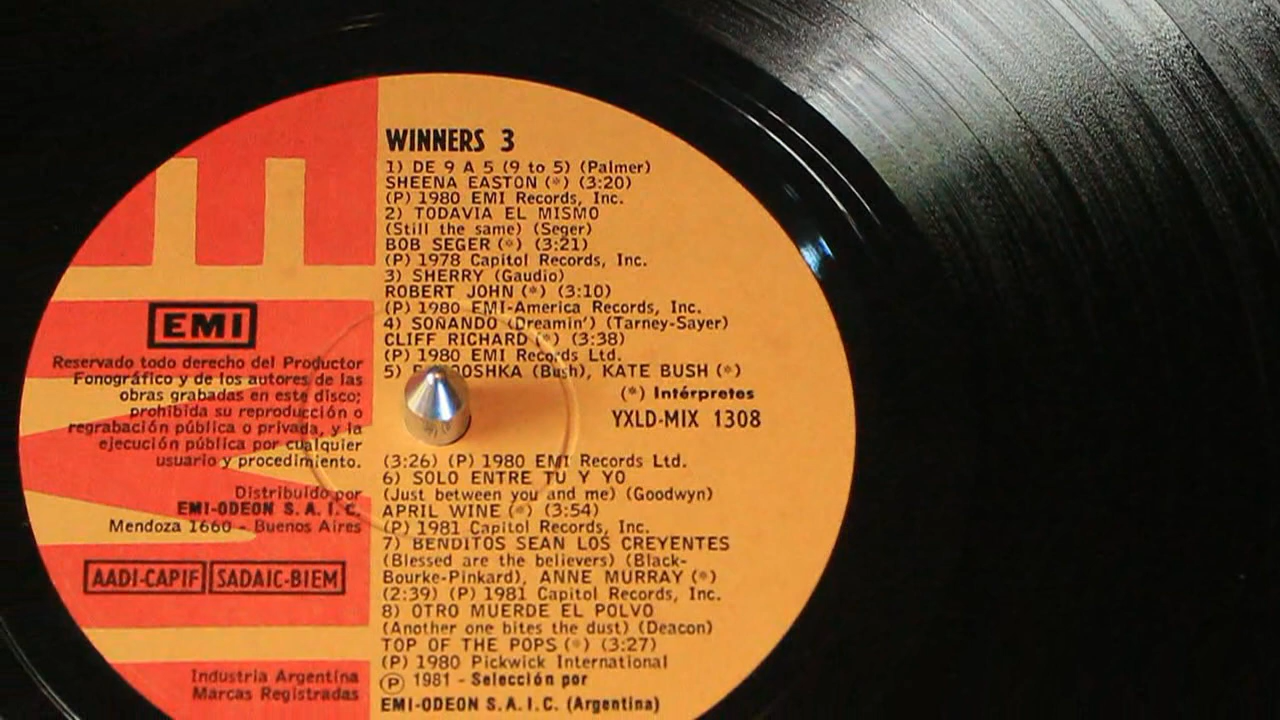 WINNERS 3
1) DE 9 A 5 (9 to 5) (Palmer)
SHEENA EASTON (*) (3:20)
(P) 1980 EMI Records, Inc.
2) TODAVIA EL MISMO
(Still the same) (Seger)
BOB SEGER (*) (3:21)
(P) 1978 Capitol Records, Inc.
3) SHERRY (Gaudio)
ROBERT JOHN (*) (3:10)
(P) 1980 EMI-America Records, Inc.
4) SOÑANDO (Dreamin') (Tarney-Sayer)
CLIFF RICHARD (*) (3:38)
(P) 1980 EMI Records Ltd.
5) (Bush), KATE BUSH (*)
(*) Intérpretes
YXLD-MIX 1308
(3:26) (P) 1980 EMI Records Ltd.
6) SOLO ENTRE TU Y YO
(Just between you and me) (Goodwyn)
APRIL WINE (*) (3:54)
(P) 1981 Capitol Records, Inc.
7) BENDITOS SEAN LOS CREYENTES
(Blessed are the believers) (Black-
Bourke-Pinkard), ANNE MURRAY (*)
(2:39) (P) 1981 Capitol Records, Inc.
8) OTRO MUERDE EL POLVO
(Another one bites the dust) (Deacon)
TOP OF THE POPS (*) (3:27)
(P) 1980 Pickwick International
Ⓟ 1981 - Selección por
EMI-ODEON S.A.I.C. (Argentina)
EMI
EMI
Reservado todo derecho del Productor
Fonográfico y de los autores de las
obras grabadas en este disco;
prohibida su reproducción o
regrabación pública o privada, y la
ejecución pública por cualquier
usuario y procedimiento.
Distribuido por
EMI-ODEON S.A.I.C.
Mendoza 1660 - Buenos Aires
AADI-CAPIF SADAIC-BIEM
Industria Argentina
Marcas Registradas